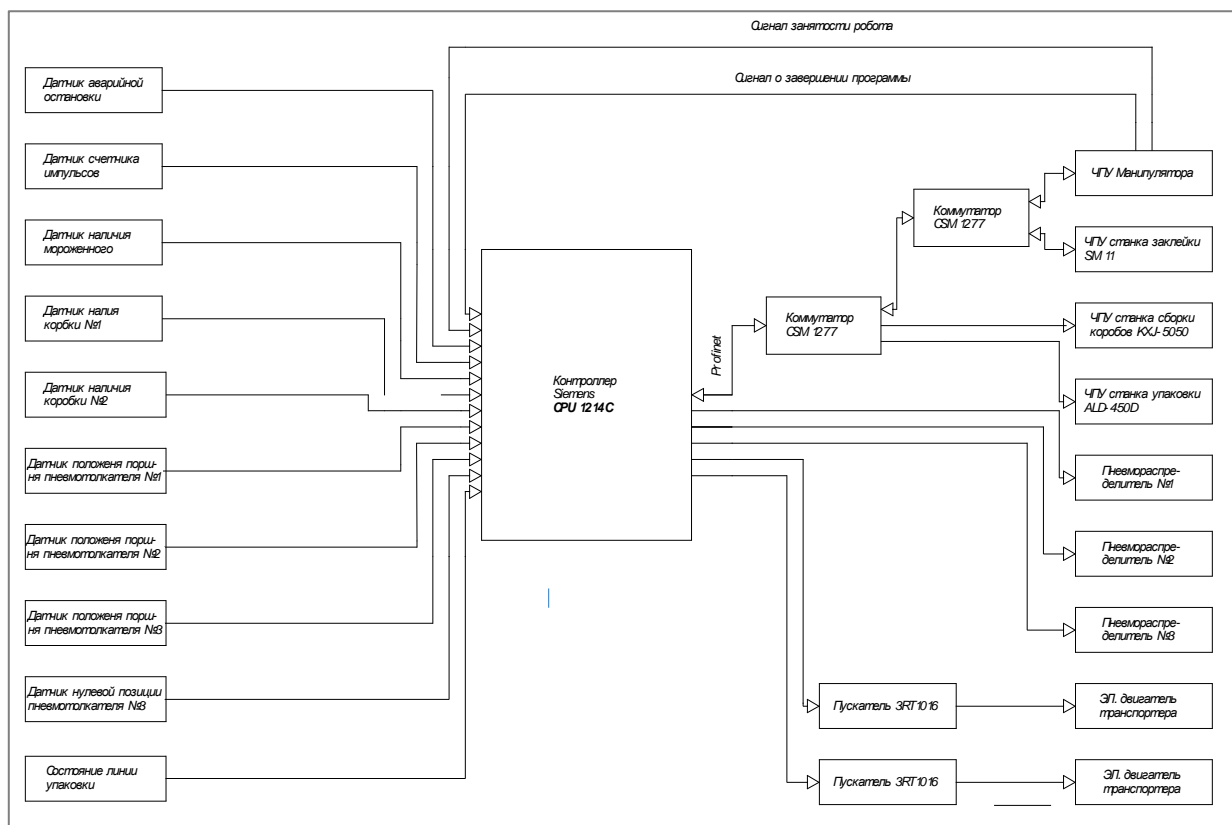 Сигнал занятости робота
Сигнал о завершении программы
Датчик аварийной
остановки
Датчик счетчика
импульсов
Датчик наличия
мороженного
Датчик налия
корбки №1
Датчик наличия
коробки №2
Датчик положеня порш-
ня пневмотолкателя №1
Датчик положеня порш-
ня пневмотолкателя №2
Датчик положеня порш-
ня пневмотолкателя №3
Датчик нулевой позиции
пневмотолкателя №3
Состояние линии
упаковки
Контроллер
Siemens
CPU 1214C
Profinet
Коммутатор
CSM 1277
Коммутатор
CSM 1277
ЧПУ Манипулятора
ЧПУ станка заклейки
SM 11
ЧПУ станка сборки
коробов KXJ-5050
ЧПУ станка упаковки
ALD-450D
Пневмораспре-
делитель №1
Пневмораспре-
делитель №2
Пневмораспре-
делитель №3
Пускатель 3RT1016
ЭЛ. двигатель
транспортера
Пускатель 3RT1016
ЭЛ. двигатель
транспортера